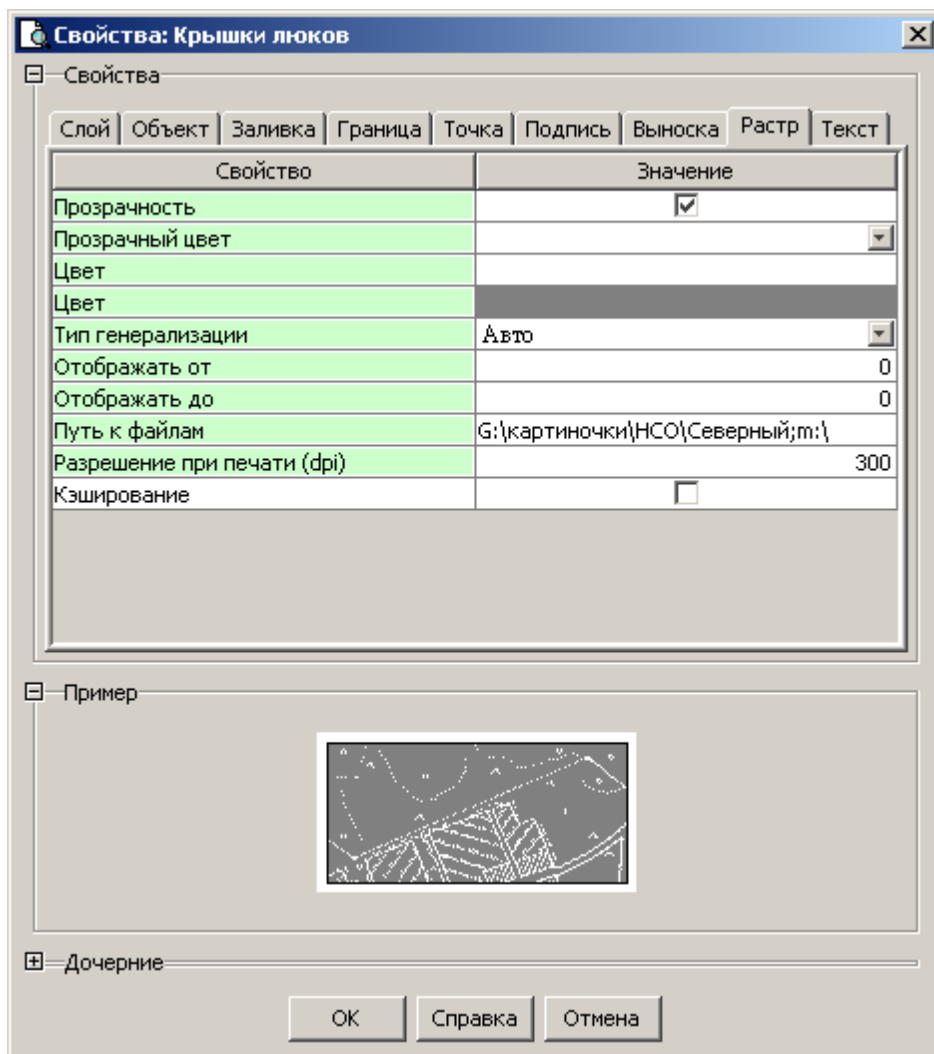 Свойства: Крышки люков
Свойства
Слой Объект Заливка Граница Точка Подпись Выноска Растр Текст
Свойство Значение
Прозрачность
Прозрачный цвет
Цвет
Цвет
Тип генерализации Авто
Отображать от 0
Отображать до 0
Путь к файлам G:\картиночки\НСО\Северный;m:\
Разрешение при печати (dpi) 300
Кэширование
Пример
Дочерние
ОК Справка Отмена